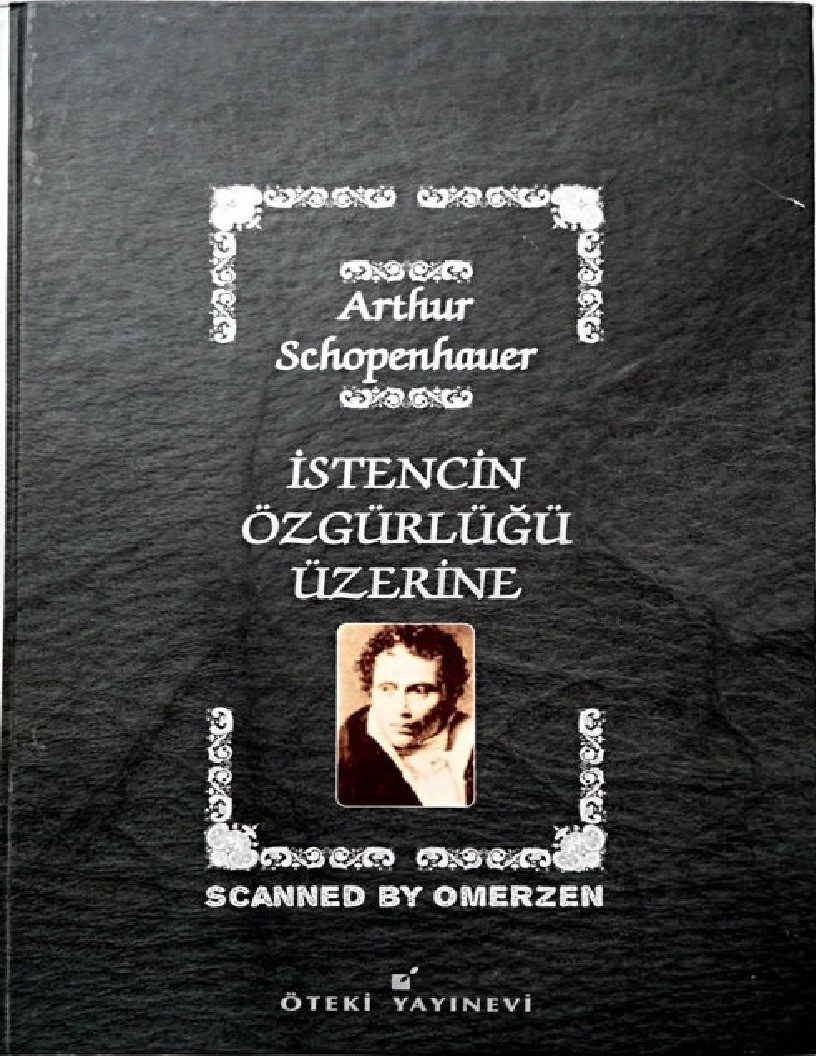 Arthur
Schopenhauer
İSTENCİN
ÖZGÜRLÜĞÜ
ÜZERİNE
SCANNED BY OMERZEN
ÖTEKİ YAYINEVİ